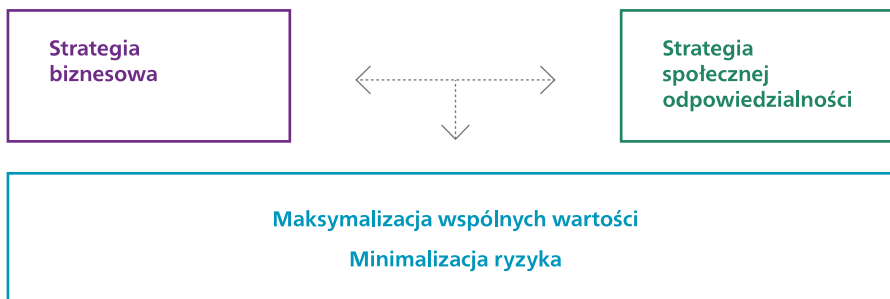 Strategia
biznesowa
Strategia
społecznej
odpowiedzialności
Maksymalizacja wspólnych wartości
Minimalizacja ryzyka